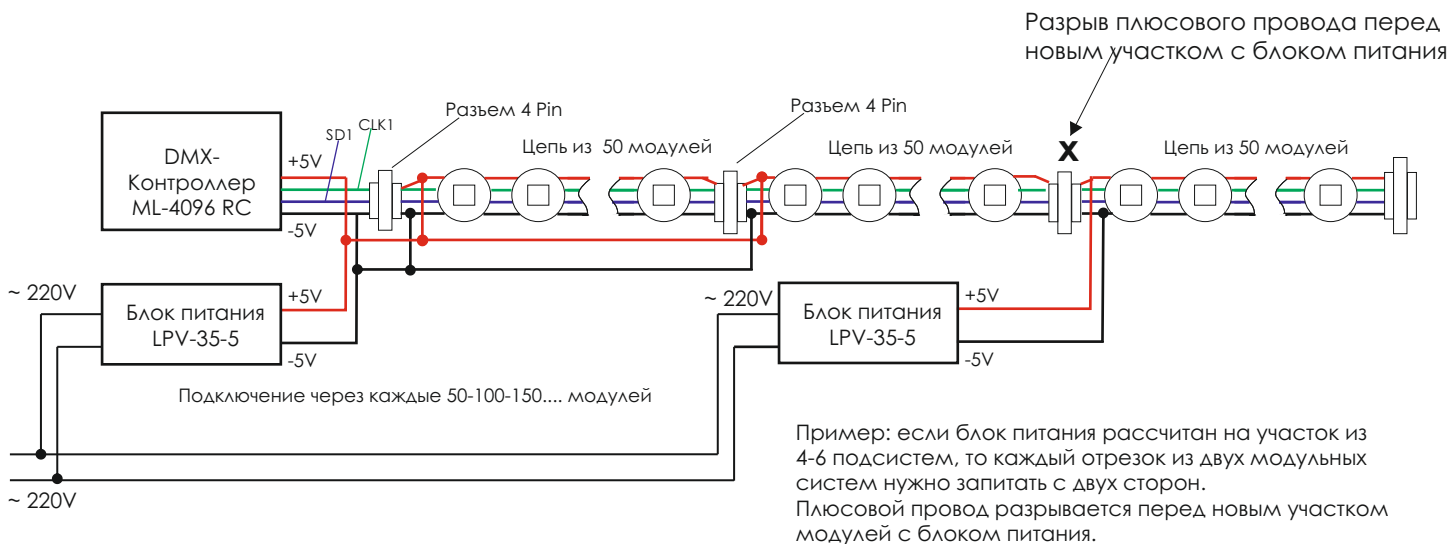 Разрыв плюсового провода перед
новым участком с блоком питания
Разъем 4 Pin
Разъем 4 Pin
SD1
CLK1
Цепь из 50 модулей
Цепь из 50 модулей
X
Цепь из 50 модулей
DMX-
Контроллер
ML-4096 RC
+5V
-5V
~ 220V
Блок питания
LPV-35-5
+5V
-5V
~ 220V
Блок питания
LPV-35-5
+5V
-5V
Подключение через каждые 50-100-150.... модулей
~ 220V
Пример: если блок питания рассчитан на участок из
4-6 подсистем, то каждый отрезок из двух модульных
систем нужно запитать с двух сторон.
Плюсовой провод разрывается перед новым участком
модулей с блоком питания.